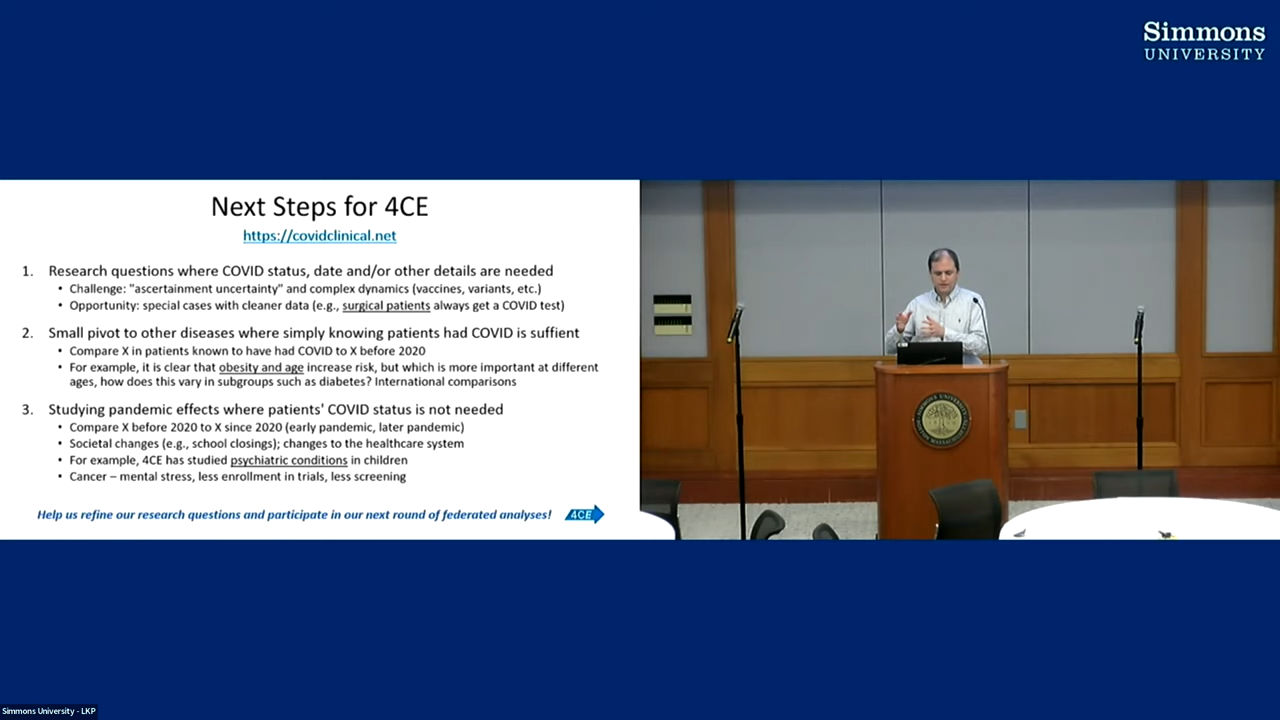 Simmons
UNIVERSITY
Next Steps for 4CE
https://covidclinical.net
1. Research questions where COVID status, date and/or other details are needed
• Challenge: "ascertainment uncertainty" and complex dynamics (vaccines, variants, etc.)
• Opportunity: special cases with cleaner data (e.g., surgical patients always get a COVID test)
2. Small pivot to other diseases where simply knowing patients had COVID is suffient
• Compare X in patients known to have had COVID to X before 2020
• For example, it is clear that obesity and age increase risk, but which is more important at different
ages, how does this vary in subgroups such as diabetes? International comparisons
3. Studying pandemic effects where patients' COVID status is not needed
• Compare X before 2020 to X since 2020 (early pandemic, later pandemic)
• Societal changes (e.g., school closings); changes to the healthcare system
• For example, 4CE has studied psychiatric conditions in children
• Cancer – mental stress, less enrollment in trials, less screening
Help us refine our research questions and participate in our next round of federated analyses!
4CE
Simmons University - LKP